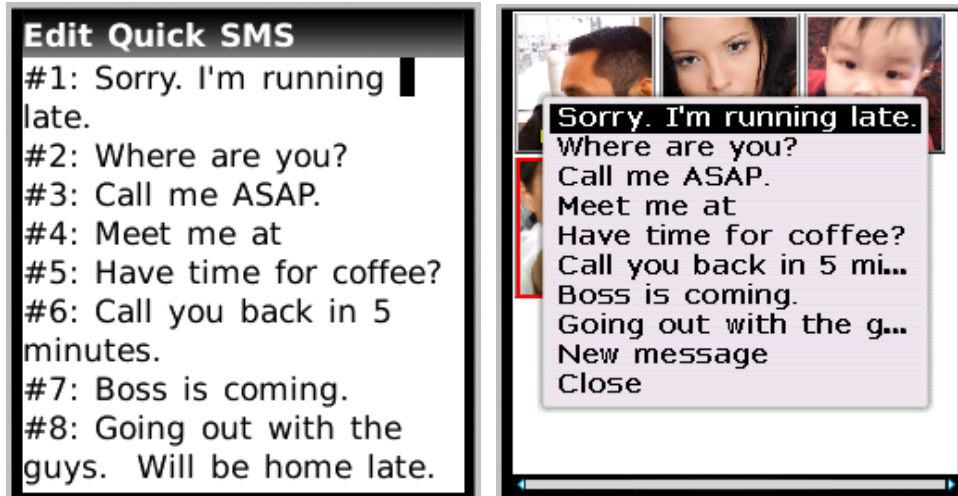 Edit Quick SMS
#1: Sorry. I'm running
late.
#2: Where are you?
#3: Call me ASAP.
#4: Meet me at
#5: Have time for coffee?
#6: Call you back in 5
minutes.
#7: Boss is coming.
#8: Going out with the
guys.  Will be home late.
Sorry. I'm running late.
Where are you?
Call me ASAP.
Meet me at
Have time for coffee?
Call you back in 5 mi...
Boss is coming.
Going out with the g...
New message
Close